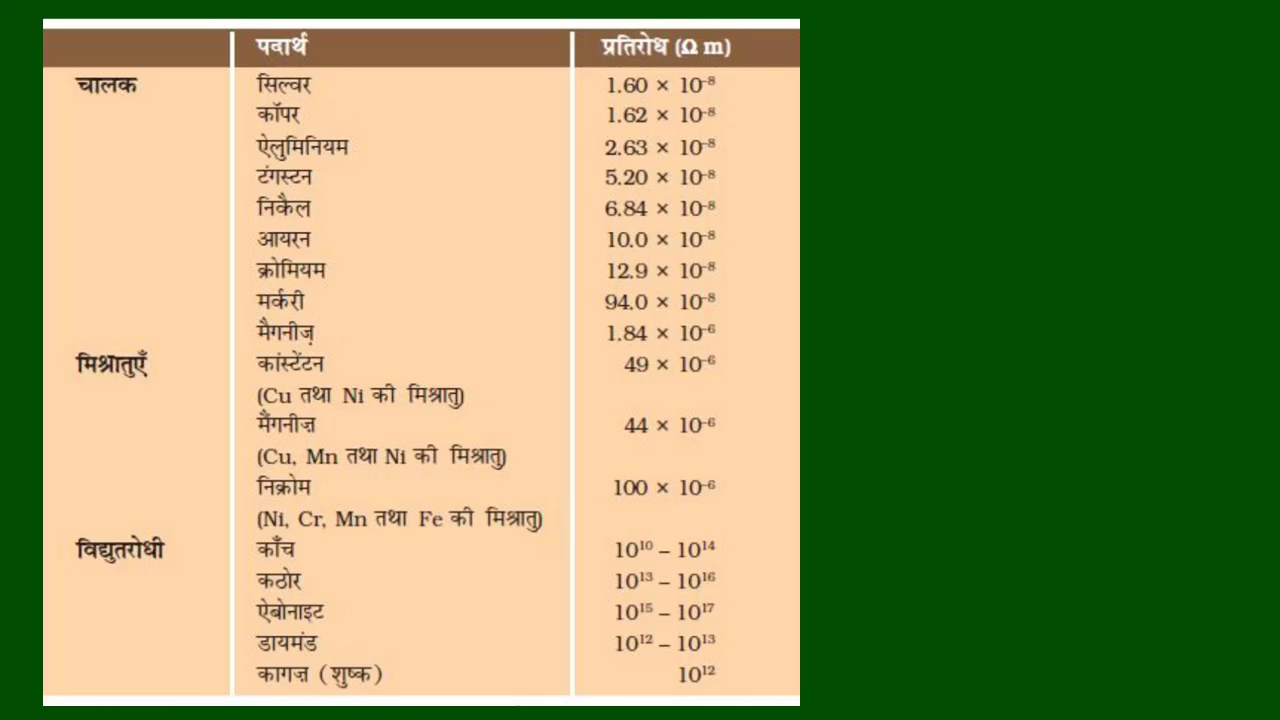 पदार्थ प्रतिरोध (Ω m)
चालक सिल्वर 1.60 × 10⁻⁸
कॉपर 1.62 × 10⁻⁸
ऐलुमिनियम 2.63 × 10⁻⁸
टंगस्टन 5.20 × 10⁻⁸
निकैल 6.84 × 10⁻⁸
आयरन 10.0 × 10⁻⁸
क्रोमियम 12.9 × 10⁻⁸
मर्करी 94.0 × 10⁻⁸
मैगनीज़ 1.84 × 10⁻⁶
मिश्रातुएँ कांस्टेंटन 49 × 10⁻⁶
(Cu तथा Ni की मिश्रातु)
मैंगनीज़ 44 × 10⁻⁶
(Cu, Mn तथा Ni की मिश्रातु)
निक्रोम 100 × 10⁻⁶
(Ni, Cr, Mn तथा Fe की मिश्रातु)
विद्युतरोधी काँच 10¹⁰ – 10¹⁴
कठोर 10¹³ – 10¹⁶
ऐबोनाइट 10¹⁵ – 10¹⁷
डायमंड 10¹² – 10¹³
कागज़ (शुष्क) 10¹²